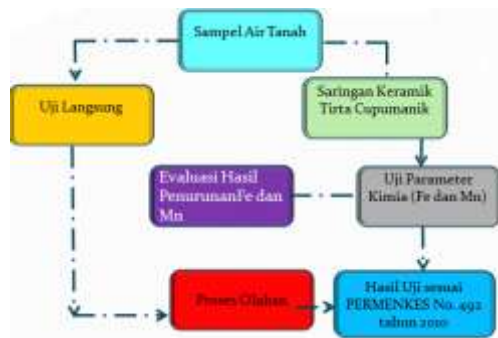 Sampel Air Tanah
Uji Langsung
Saringan Keramik
Tirta Cupumanik
Evaluasi Hasil
PenurunanFe dan
Mn
Uji Parameter
Kimia (Fe dan Mn)
Proses Olahan
Hasil Uji sesuai
PERMENKES No. 492
tahun 2010